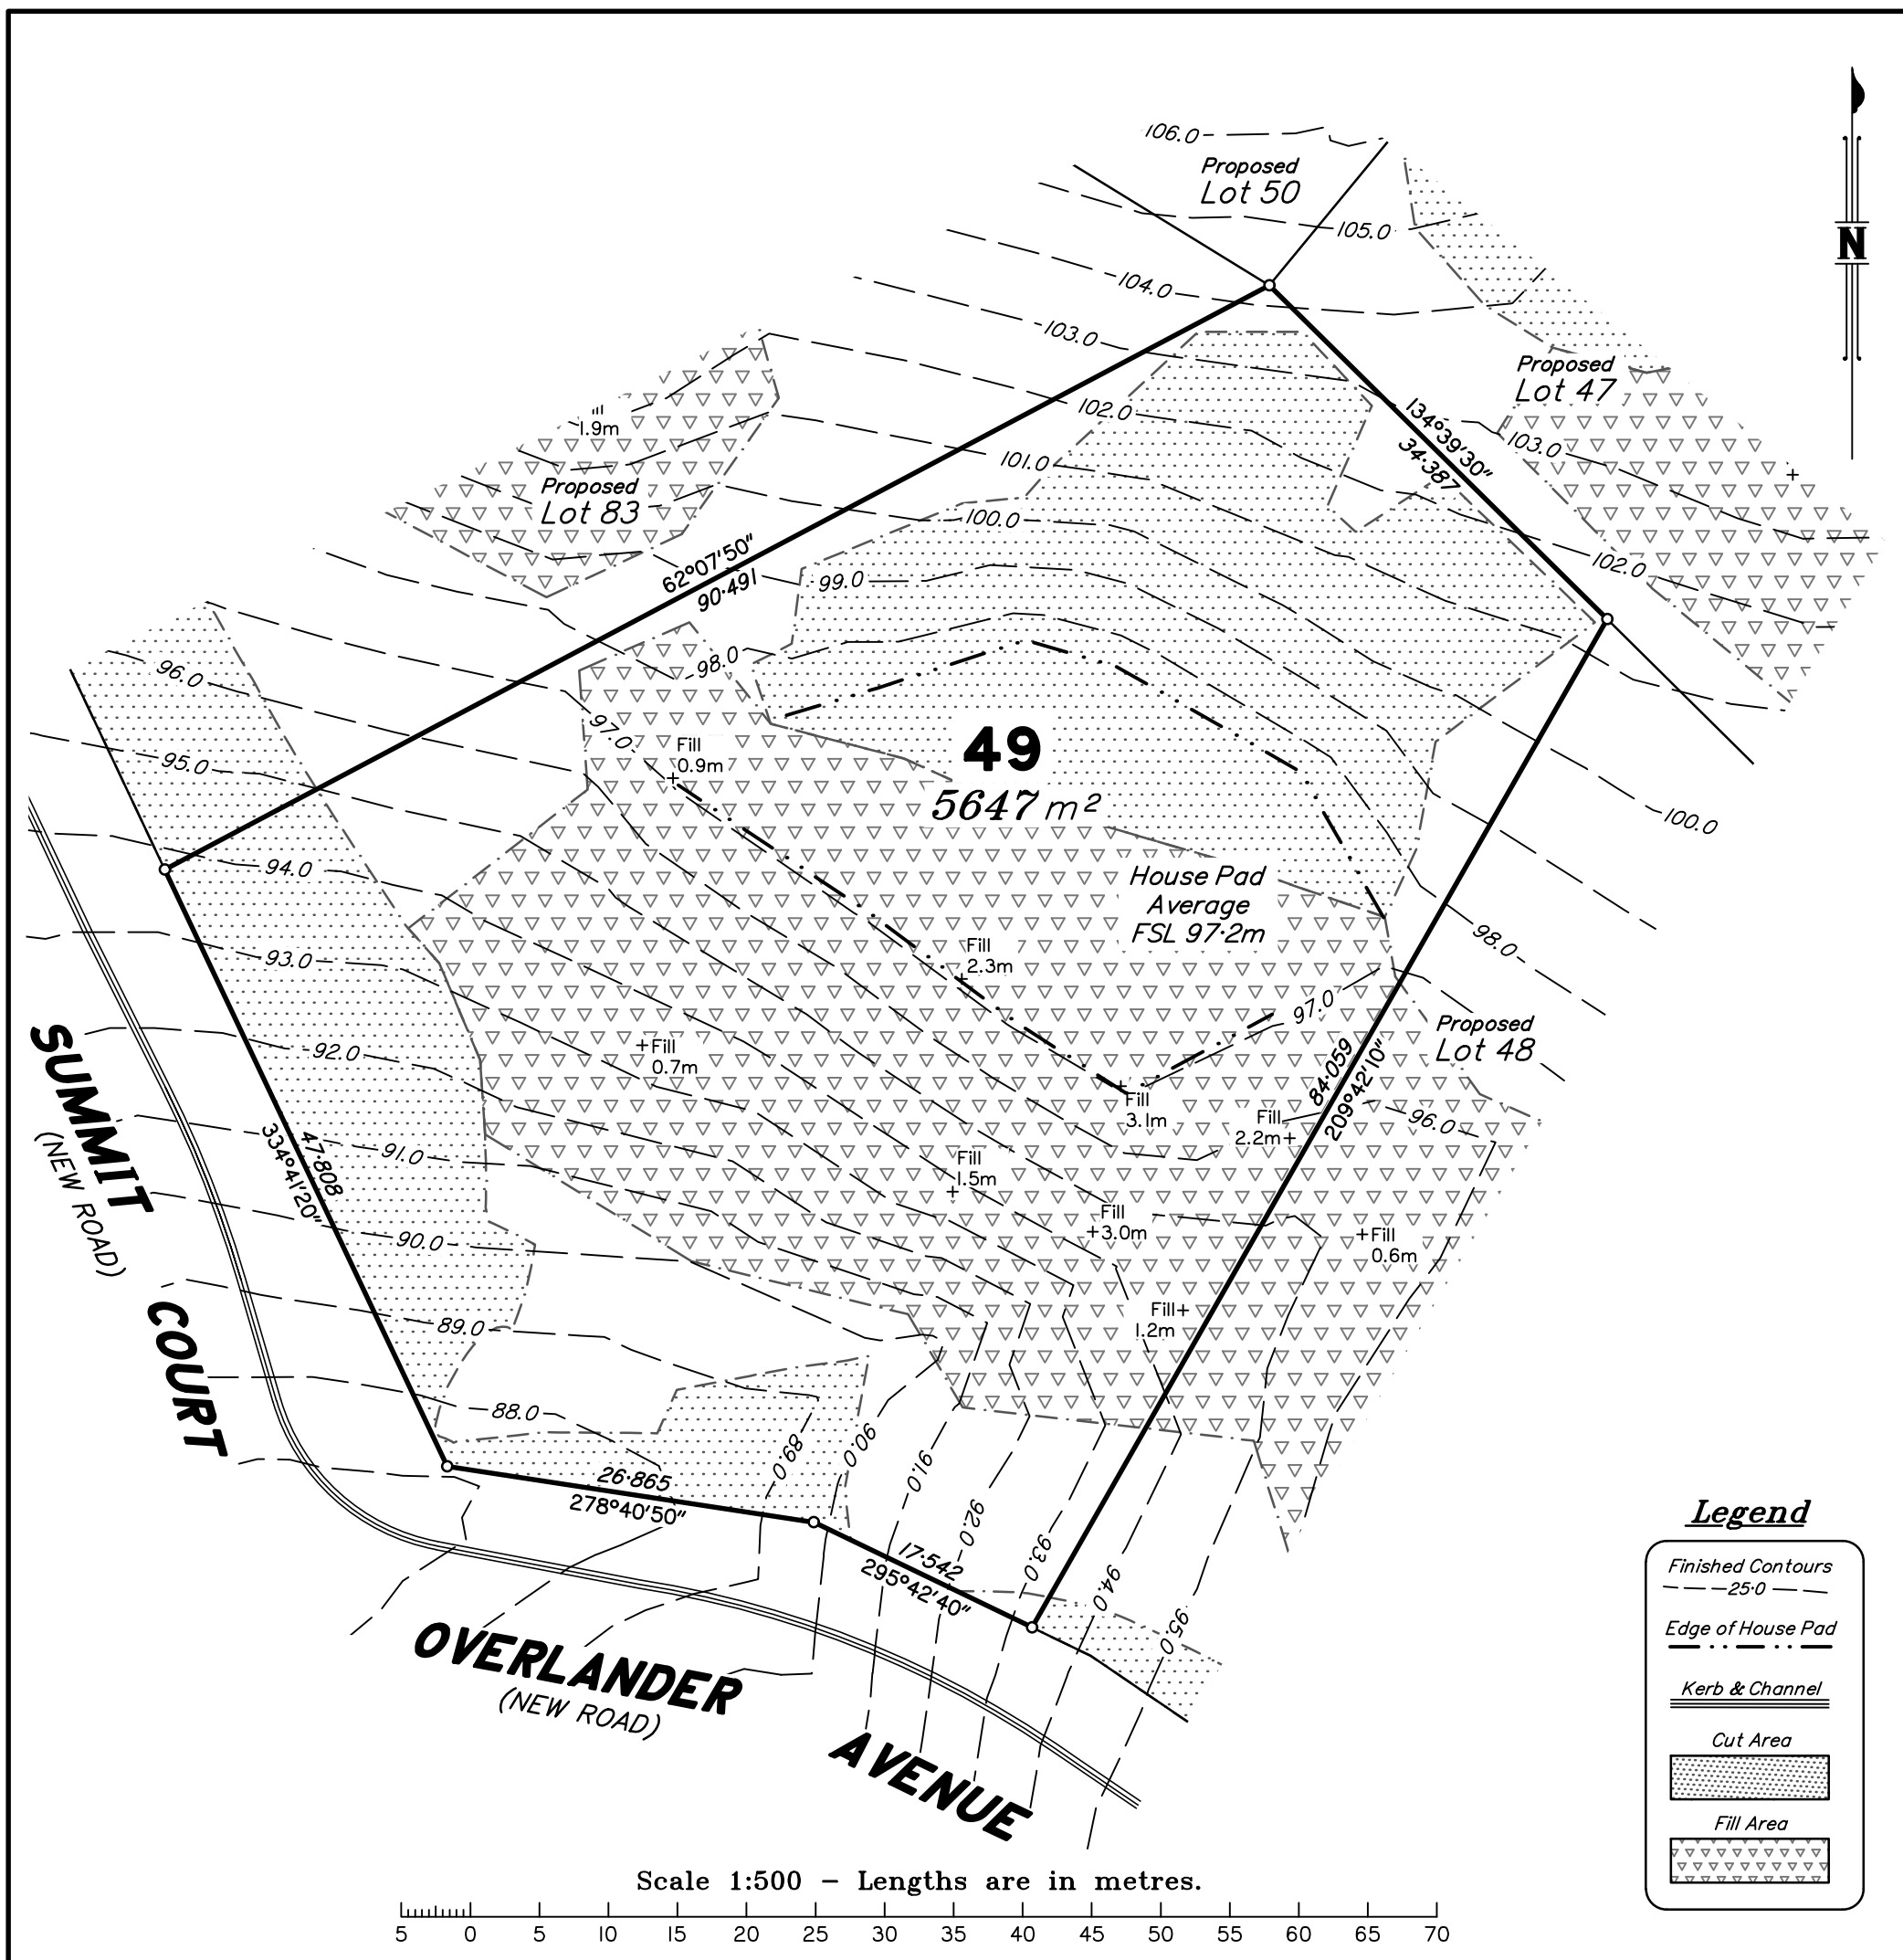 106.0
Proposed
Lot 50
105.0
104.0
N
103.0
Proposed
Lot 47
102.0
134°39'30"
34·387
103.0
1.9m
101.0
Proposed
Lot 83
100.0
62°07'50"
90·491
99.0
102.0
98.0
96.0
97.0
95.0
Fill
0.9m
49
5647 m²
100.0
94.0
House Pad
Average
FSL 97·2m
93.0
Fill
2.3m
98.0
97.0
92.0
Fill
0.7m
Proposed
Lot 48
84·059
209°42'10"
SUMMIT
(NEW ROAD)
COURT
47·808
334°41'20"
91.0
Fill
3.1m
Fill
2.2m
96.0
Fill
1.5m
90.0
Fill
3.0m
Fill
0.6m
89.0
Fill
1.2m
88.0
89.0
90.0
91.0
92.0
93.0
94.0
95.0
26·865
278°40'50"
17·542
295°42'40"
OVERLANDER
(NEW ROAD)
AVENUE
Legend
Finished Contours
25·0
Edge of House Pad
Kerb & Channel
Cut Area
Fill Area
Scale 1:500 – Lengths are in metres.
5 0 5 10 15 20 25 30 35 40 45 50 55 60 65 70